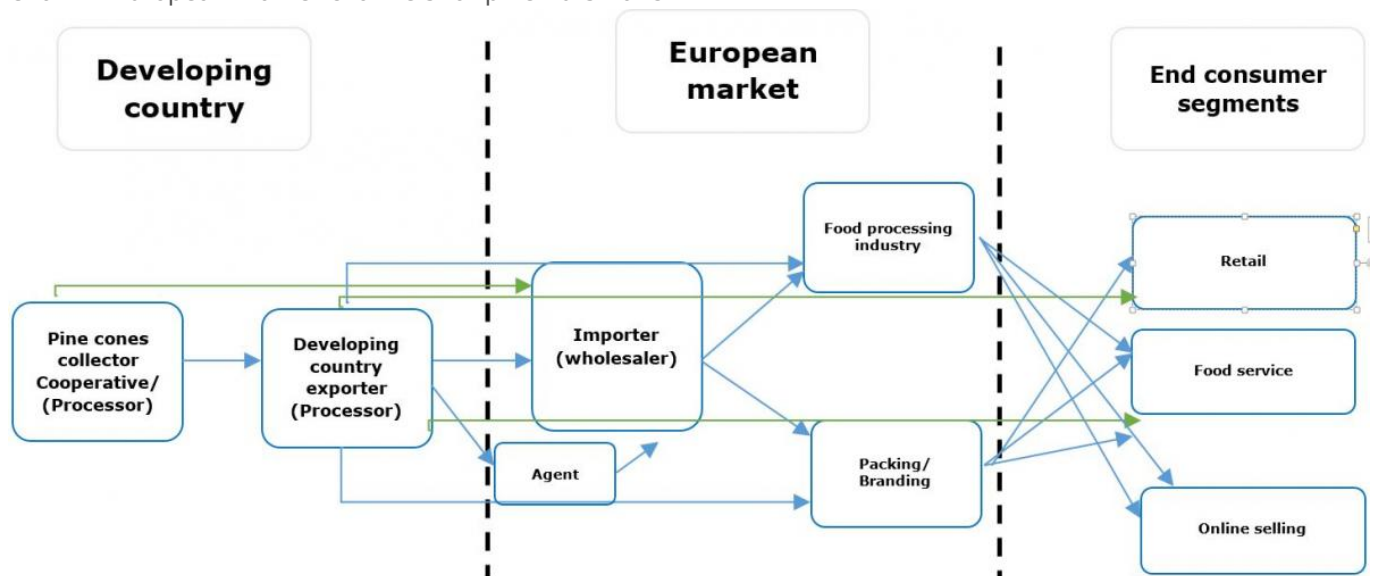 Developing
country
European
market
End consumer
segments
Food processing
industry
Retail
Pine cones
collector
Cooperative/
(Processor)
Developing
country
exporter
(Processor)
Importer
(wholesaler)
Food service
Agent
Packing/
Branding
Online selling